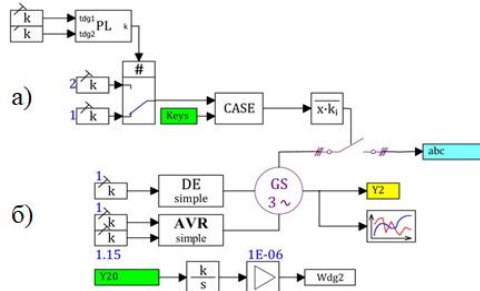 k
k
tdg1
tdg2
PL
k
#
а)
2
k
1
k
Keys
CASE
x·ki
abc
1
k
DE
simple
GS
3 ~
Y2
б)
1
k
k
AVR
simple
1.15
1E-06
Y20
k
s
Wdg2